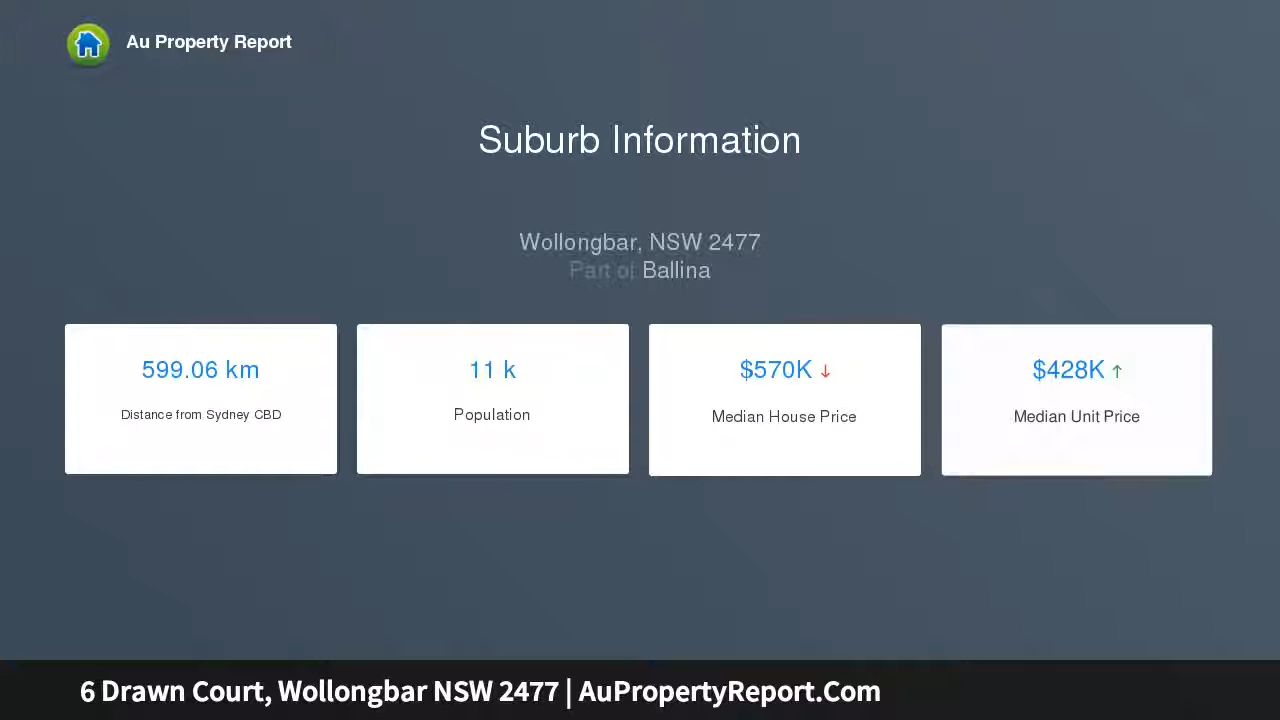 Au Property Report
Suburb Information
Wollongbar, NSW 2477
Part of Ballina
599.06 km
Distance from Sydney CBD
11 k
Population
$570K ↓
Median House Price
$428K ↑
Median Unit Price
6 Drawn Court, Wollongbar NSW 2477 | AuPropertyReport.Com